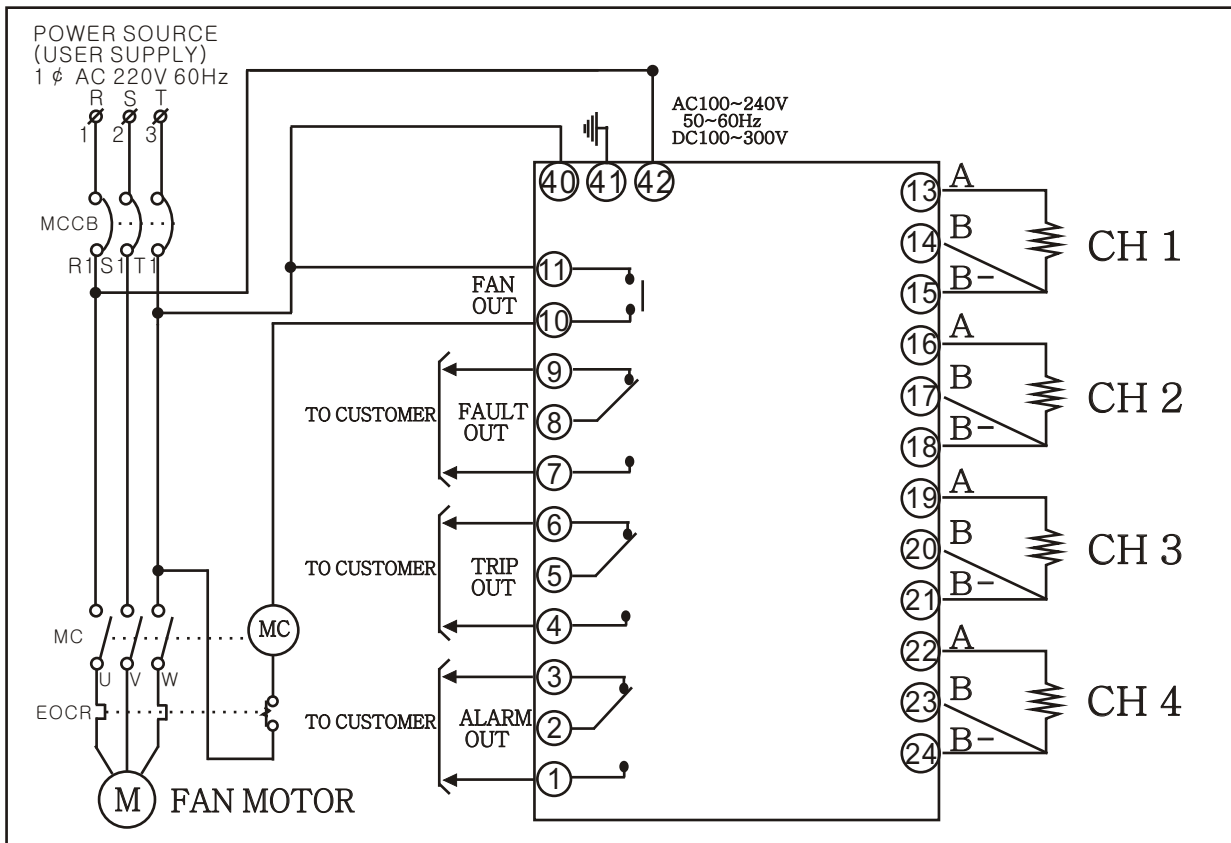 POWER SOURCE
(USER SUPPLY)
1 ¢ AC 220V 60Hz
R S T
1 2 3
MCCB
R1 S1 T1
AC100~240V
50~60Hz
DC100~300V
40 41 42
11
FAN
OUT
10
9
TO CUSTOMER
FAULT
OUT
8
7
6
TO CUSTOMER
TRIP
OUT
5
4
3
TO CUSTOMER
ALARM
OUT
2
1
MC
MC
U V W
EOCR
M FAN MOTOR
13 A
14 B
15 B-
CH 1
16 A
17 B
18 B-
CH 2
19 A
20 B
21 B-
CH 3
22 A
23 B
24 B-
CH 4